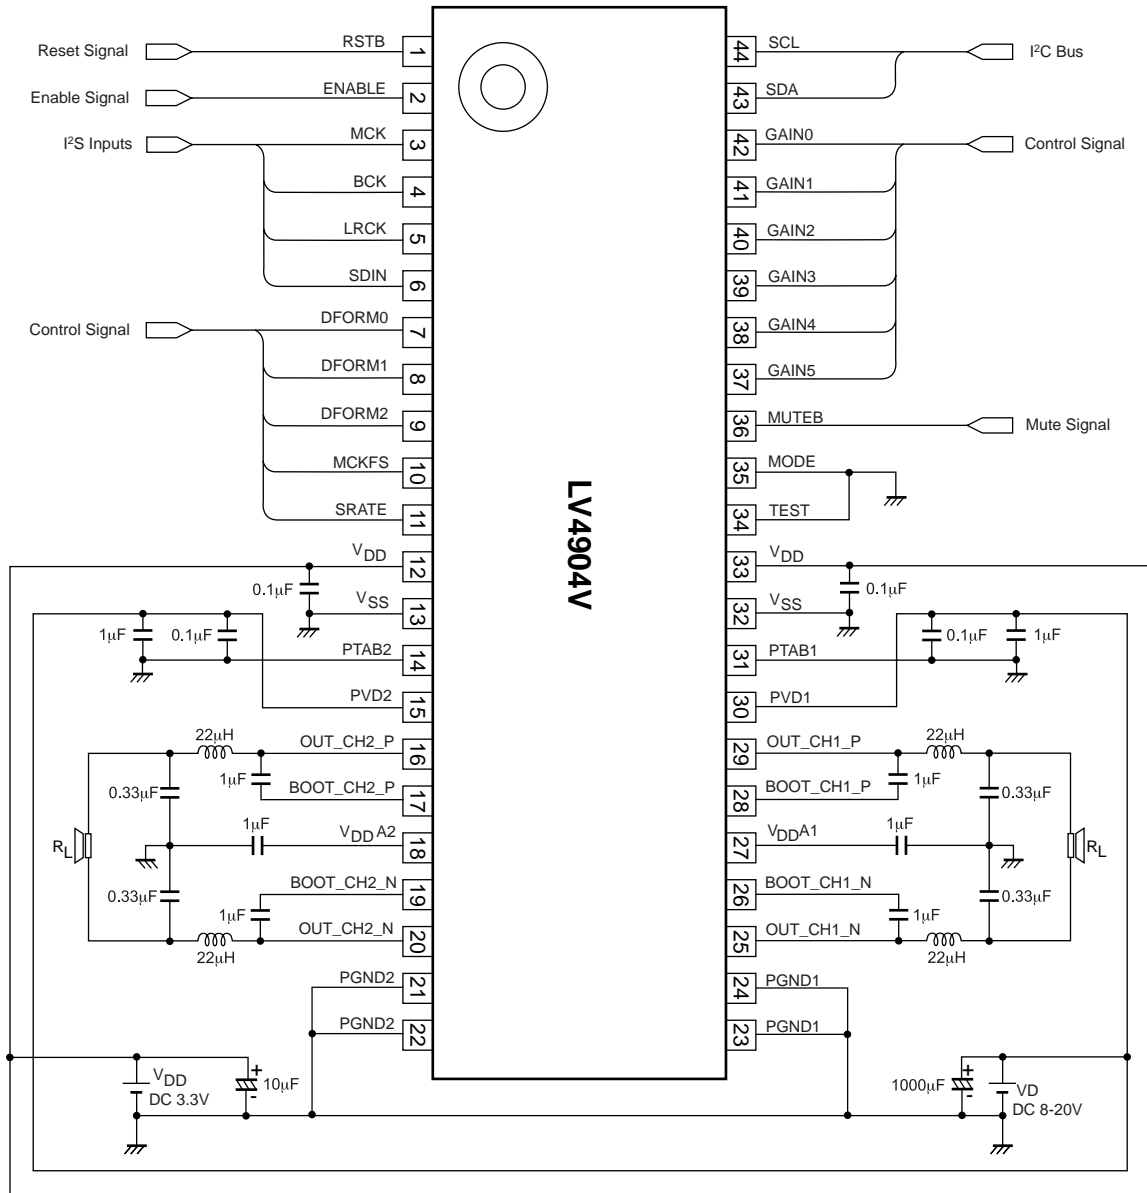 Reset Signal RSTB 1
Enable Signal ENABLE 2
I²S Inputs MCK 3
BCK 4
LRCK 5
SDIN 6
Control Signal DFORM0 7
DFORM1 8
DFORM2 9
MCKFS 10
SRATE 11
VDD 12
0.1µF
VSS 13
1µF 0.1µF
PTAB2 14
PVD2 15
22µH OUT_CH2_P 16
0.33µF 1µF
BOOT_CH2_P 17
RL 1µF VDDA2 18
0.33µF BOOT_CH2_N 19
1µF
OUT_CH2_N 20
22µH
PGND2 21
PGND2 22
VDD
DC 3.3V
10µF
LV4904V
44 SCL I²C Bus
43 SDA
42 GAIN0 Control Signal
41 GAIN1
40 GAIN2
39 GAIN3
38 GAIN4
37 GAIN5
36 MUTEB Mute Signal
35 MODE
34 TEST
33 VDD
0.1µF
32 VSS
0.1µF 1µF
31 PTAB1
30 PVD1
29 OUT_CH1_P 22µH
1µF 0.33µF
28 BOOT_CH1_P
27 VDDA1 1µF RL
26 BOOT_CH1_N 0.33µF
1µF
25 OUT_CH1_N
22µH
24 PGND1
23 PGND1
1000µF
+
-
VD
DC 8-20V
+
-